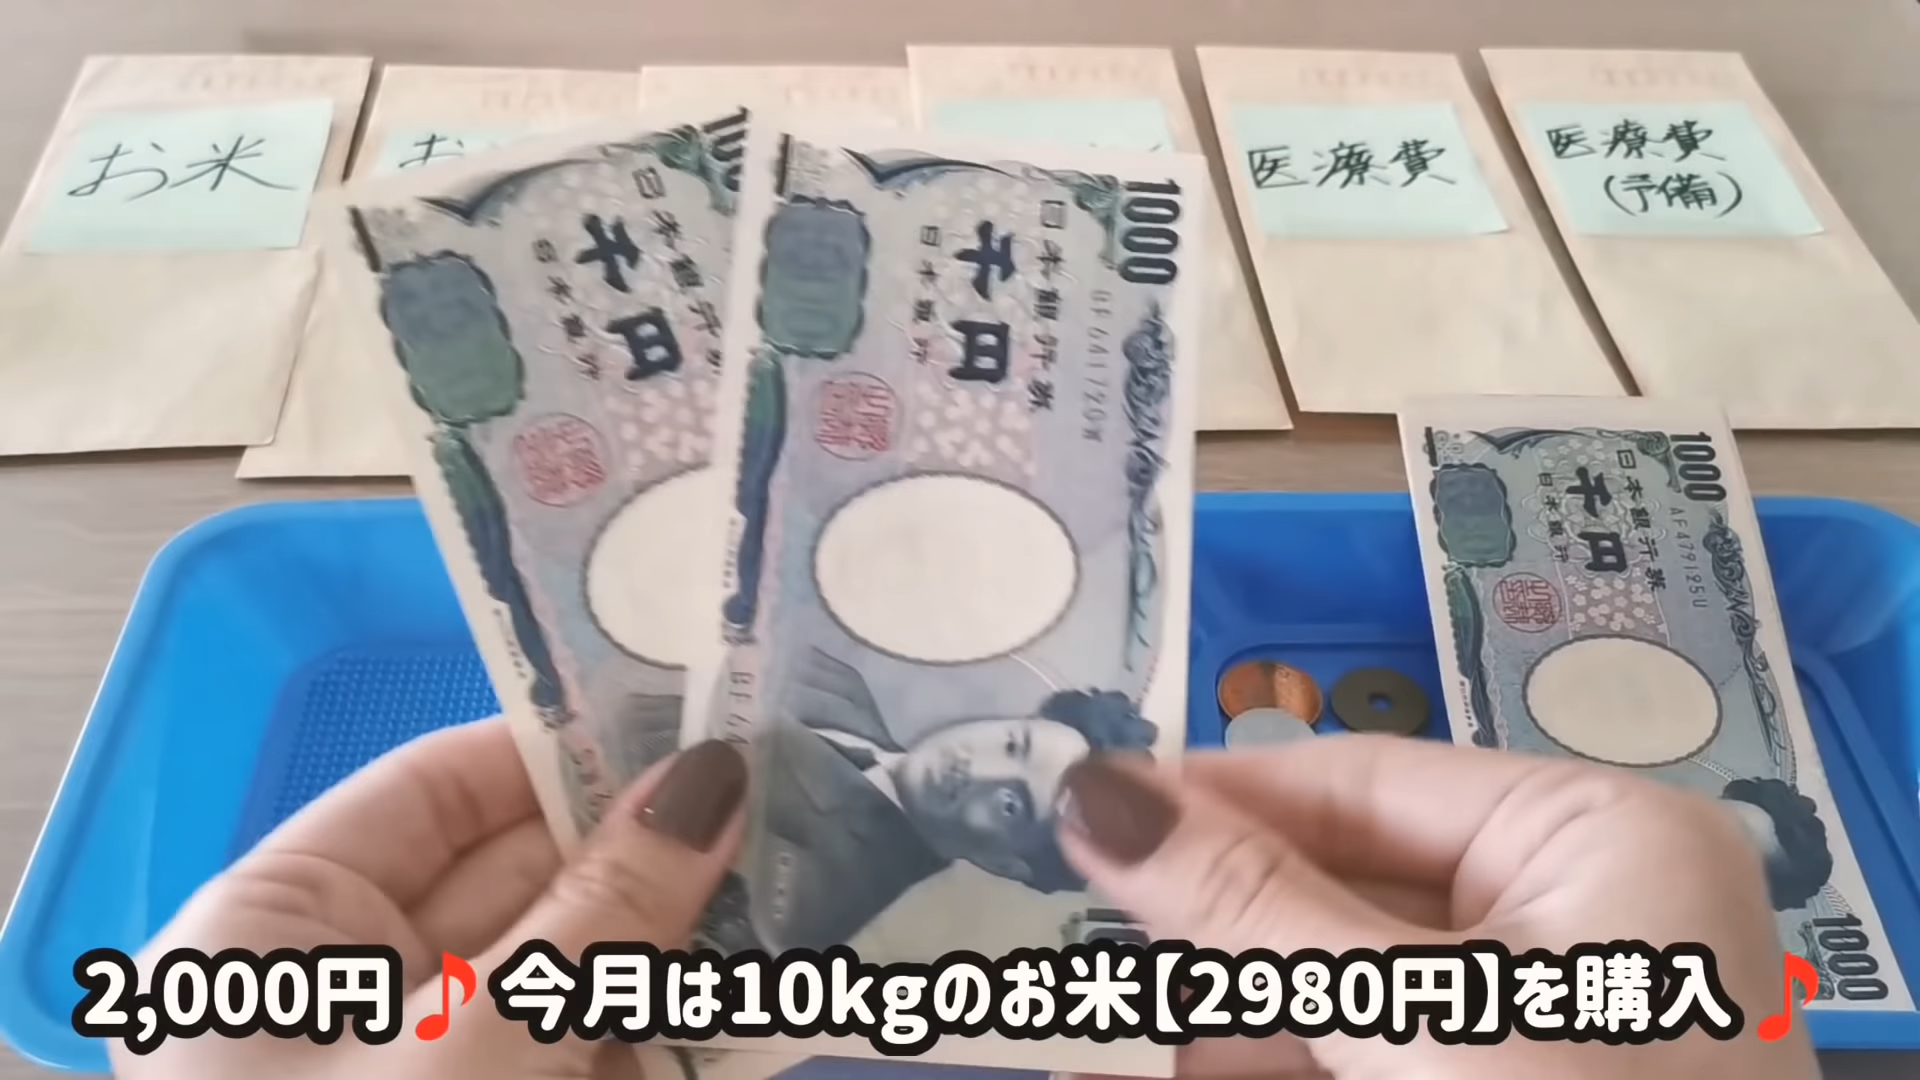 お米
お
医療費
医療費
(予備)
1000
日本銀行券
千円
日本銀行
1000
日本銀行券
千円
日本銀行
BF641720W
1000
日本銀行券
千円
日本銀行
AF479125U
1000
2,000円♪今月は10kgのお米【2980円】を購入♪